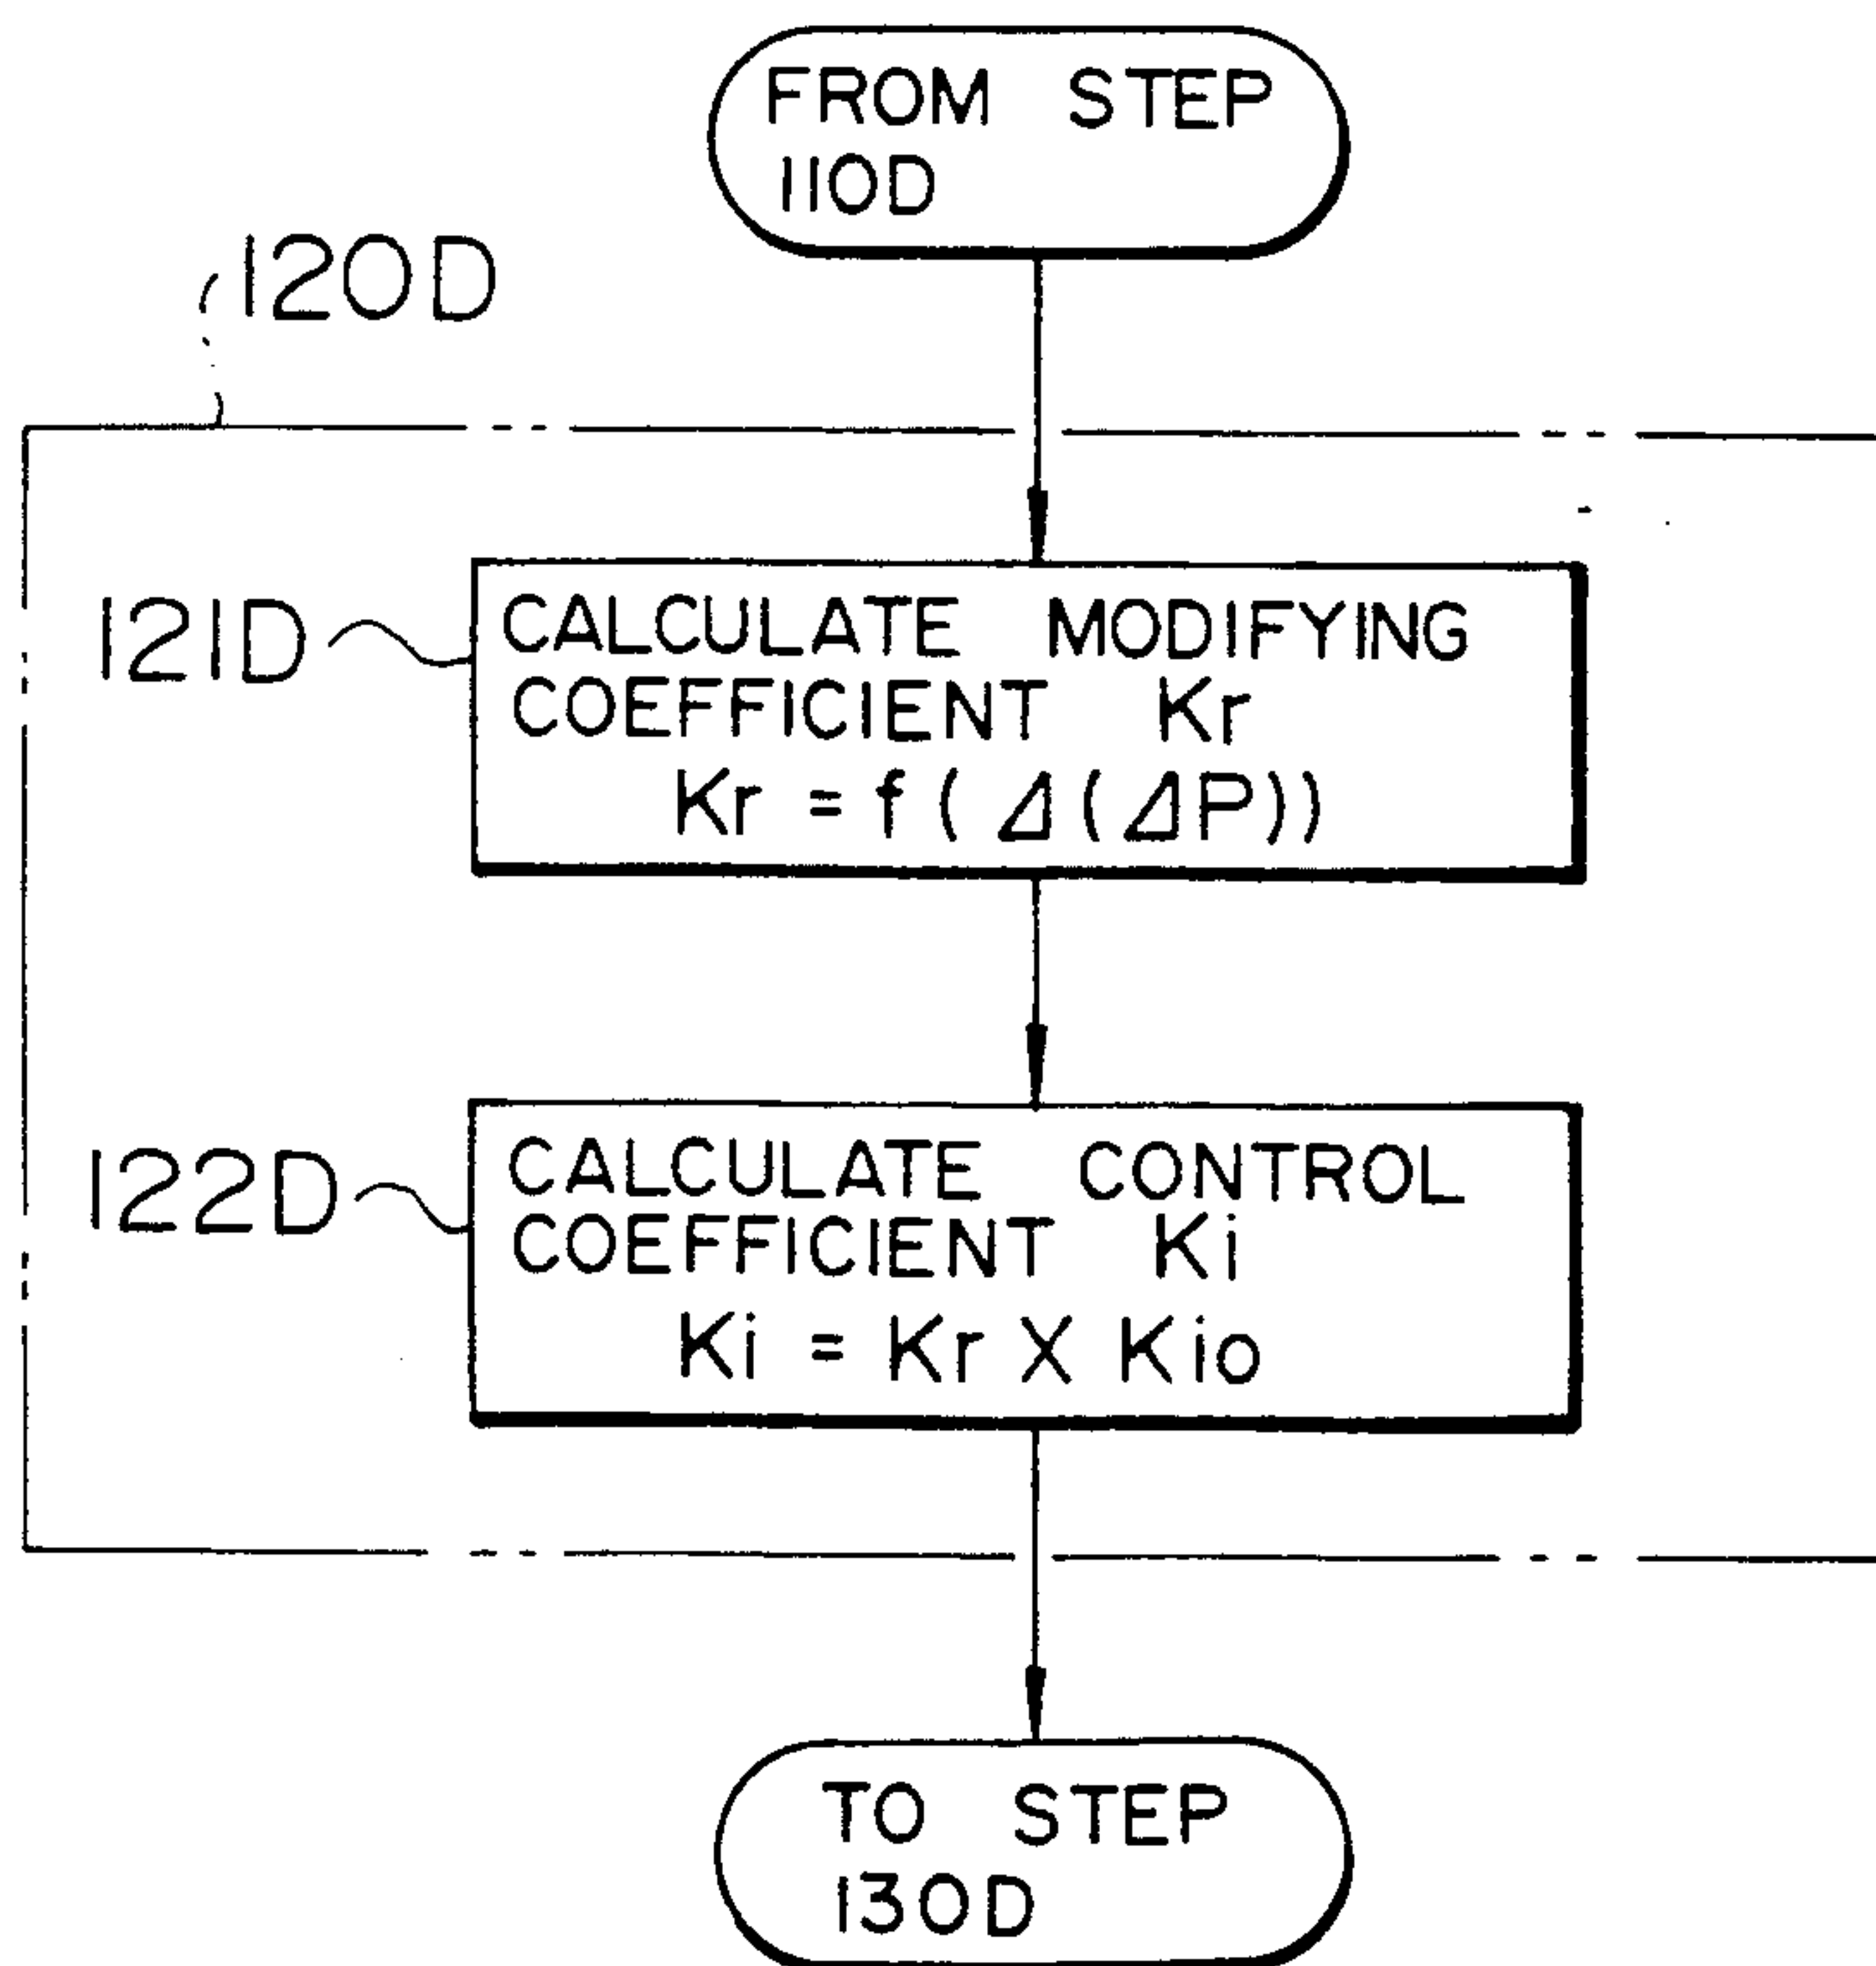 FROM STEP
110D
120D
121D
CALCULATE MODIFYING
COEFFICIENT Kr
Kr = f ( Δ ( ΔP ) )
122D
CALCULATE CONTROL
COEFFICIENT Ki
Ki = Kr X Kio
TO STEP
130D